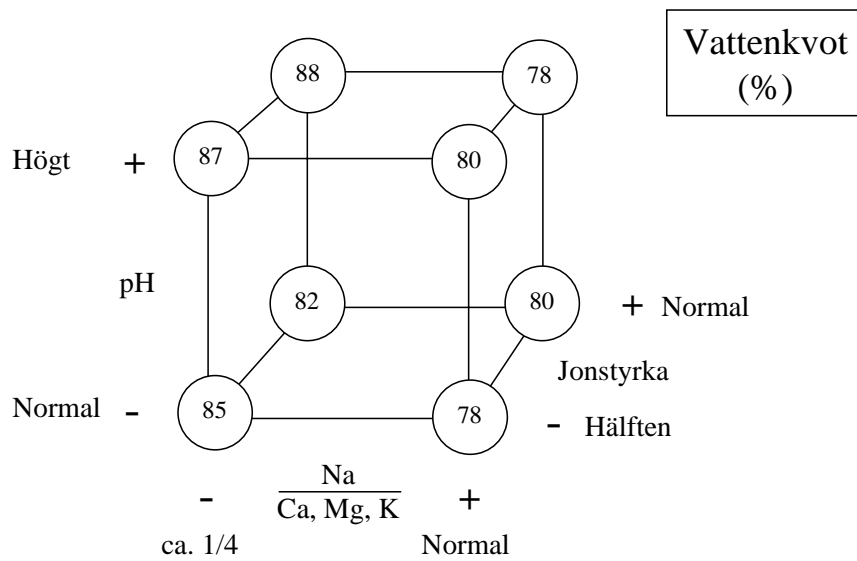 Vattenkvot
(%)
88
78
Högt
+
87
80
pH
82
80
+ Normal
Jonstyrka
Normal
-
85
78
- Hälften
-
Na
Ca, Mg, K
+
ca. 1/4
Normal